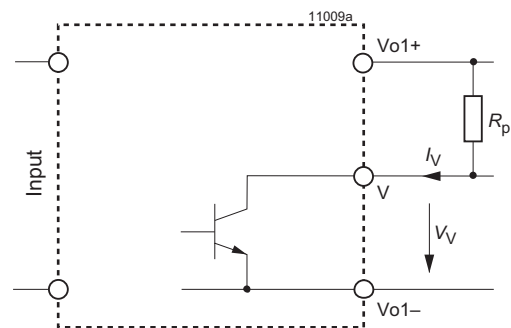 11009a
Vo1+
Rp
IV
Input
V
VV
Vo1–